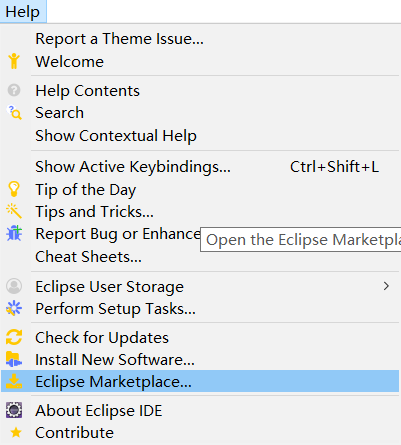 Help
Report a Theme Issue...
Welcome
Help Contents
Search
Show Contextual Help
Show Active Keybindings... Ctrl+Shift+L
Tip of the Day
Tips and Tricks...
Report Bug or Enhance
Open the Eclipse Marketpla
Cheat Sheets...
Eclipse User Storage
Perform Setup Tasks...
Check for Updates
Install New Software...
Eclipse Marketplace...
About Eclipse IDE
Contribute